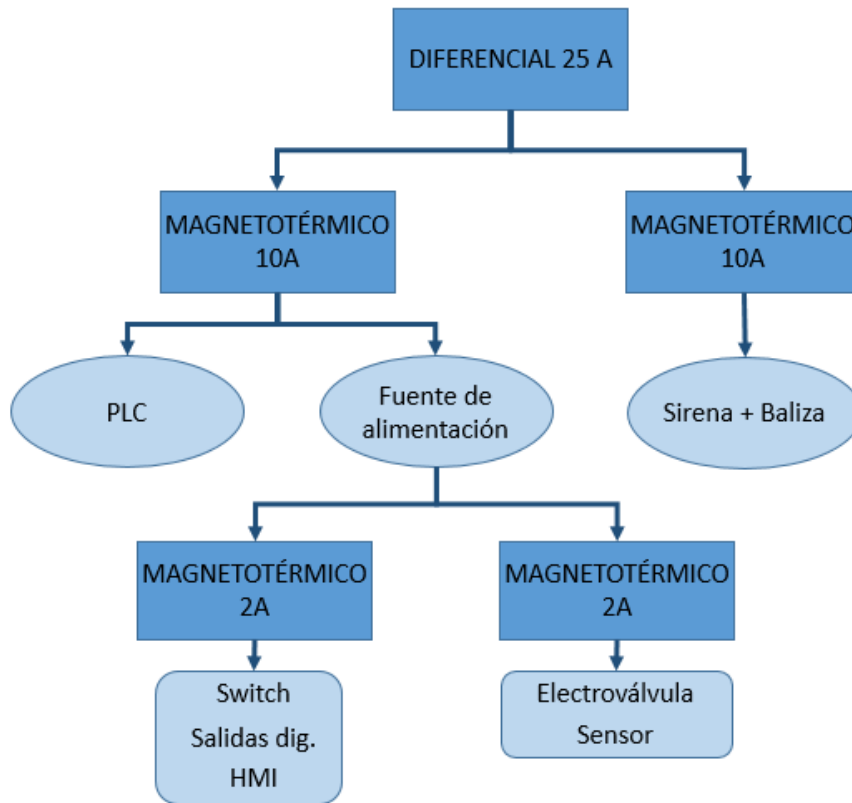 DIFERENCIAL 25 A
MAGNETOTÉRMICO
10A
MAGNETOTÉRMICO
10A
PLC
Fuente de
alimentación
Sirena + Baliza
MAGNETOTÉRMICO
2A
MAGNETOTÉRMICO
2A
Switch
Salidas dig.
HMI
Electroválvula
Sensor